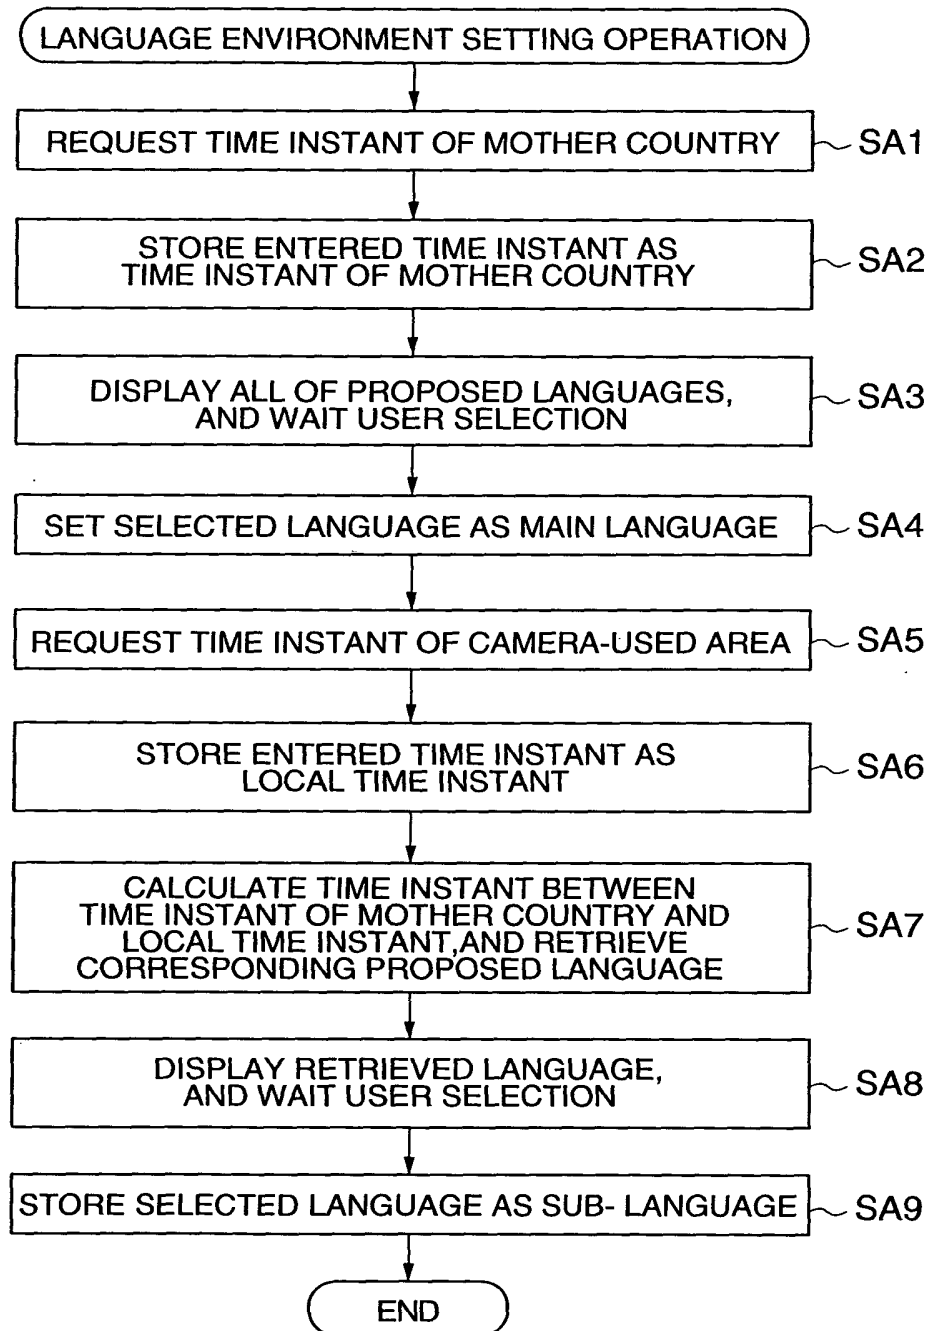 LANGUAGE ENVIRONMENT SETTING OPERATION
REQUEST TIME INSTANT OF MOTHER COUNTRY
SA1
STORE ENTERED TIME INSTANT AS
TIME INSTANT OF MOTHER COUNTRY
SA2
DISPLAY ALL OF PROPOSED LANGUAGES,
AND WAIT USER SELECTION
SA3
SET SELECTED LANGUAGE AS MAIN LANGUAGE
SA4
REQUEST TIME INSTANT OF CAMERA-USED AREA
SA5
STORE ENTERED TIME INSTANT AS
LOCAL TIME INSTANT
SA6
CALCULATE TIME INSTANT BETWEEN
TIME INSTANT OF MOTHER COUNTRY AND
LOCAL TIME INSTANT,AND RETRIEVE
CORRESPONDING PROPOSED LANGUAGE
SA7
DISPLAY RETRIEVED LANGUAGE,
AND WAIT USER SELECTION
SA8
STORE SELECTED LANGUAGE AS SUB- LANGUAGE
SA9
END